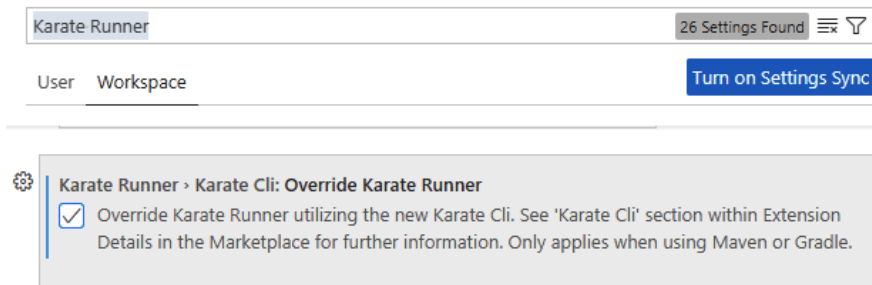 Karate Runner
26 Settings Found
User Workspace
Turn on Settings Sync
Karate Runner › Karate Cli: Override Karate Runner
Override Karate Runner utilizing the new Karate Cli. See 'Karate Cli' section within Extension
Details in the Marketplace for further information. Only applies when using Maven or Gradle.